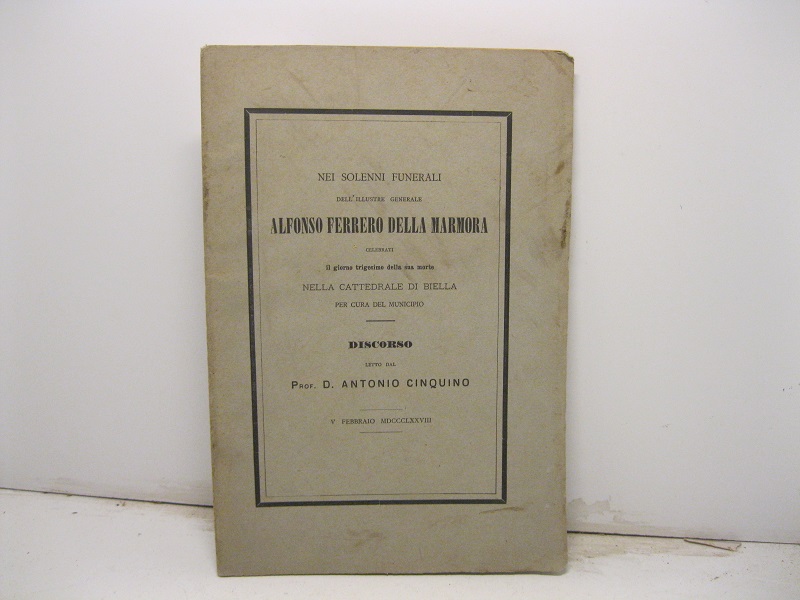 NEI SOLENNI FUNERALI
DELL'ILLUSTRE GENERALE
ALFONSO FERRERO DELLA MARMORA
CELEBRATI
il giorno trigesimo della sua morte
NELLA CATTEDRALE DI BIELLA
PER CURA DEL MUNICIPIO
DISCORSO
LETTO DAL
PROF. D. ANTONIO CINQUINO
V FEBBRAIO MDCCCLXXVIII